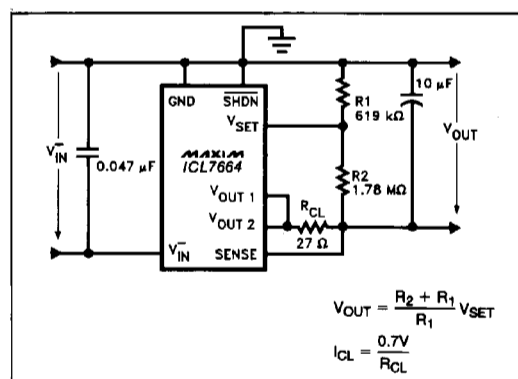 GND
SHDN
VSET
MAXIM
ICL7664
VOUT 1
VOUT 2
VIN−
SENSE
VIN−
0.047 µF
R1
619 kΩ
R2
1.78 MΩ
RCL
27 Ω
10 µF
VOUT
VOUT = R2 + R1 / R1 VSET
ICL = 0.7V / RCL